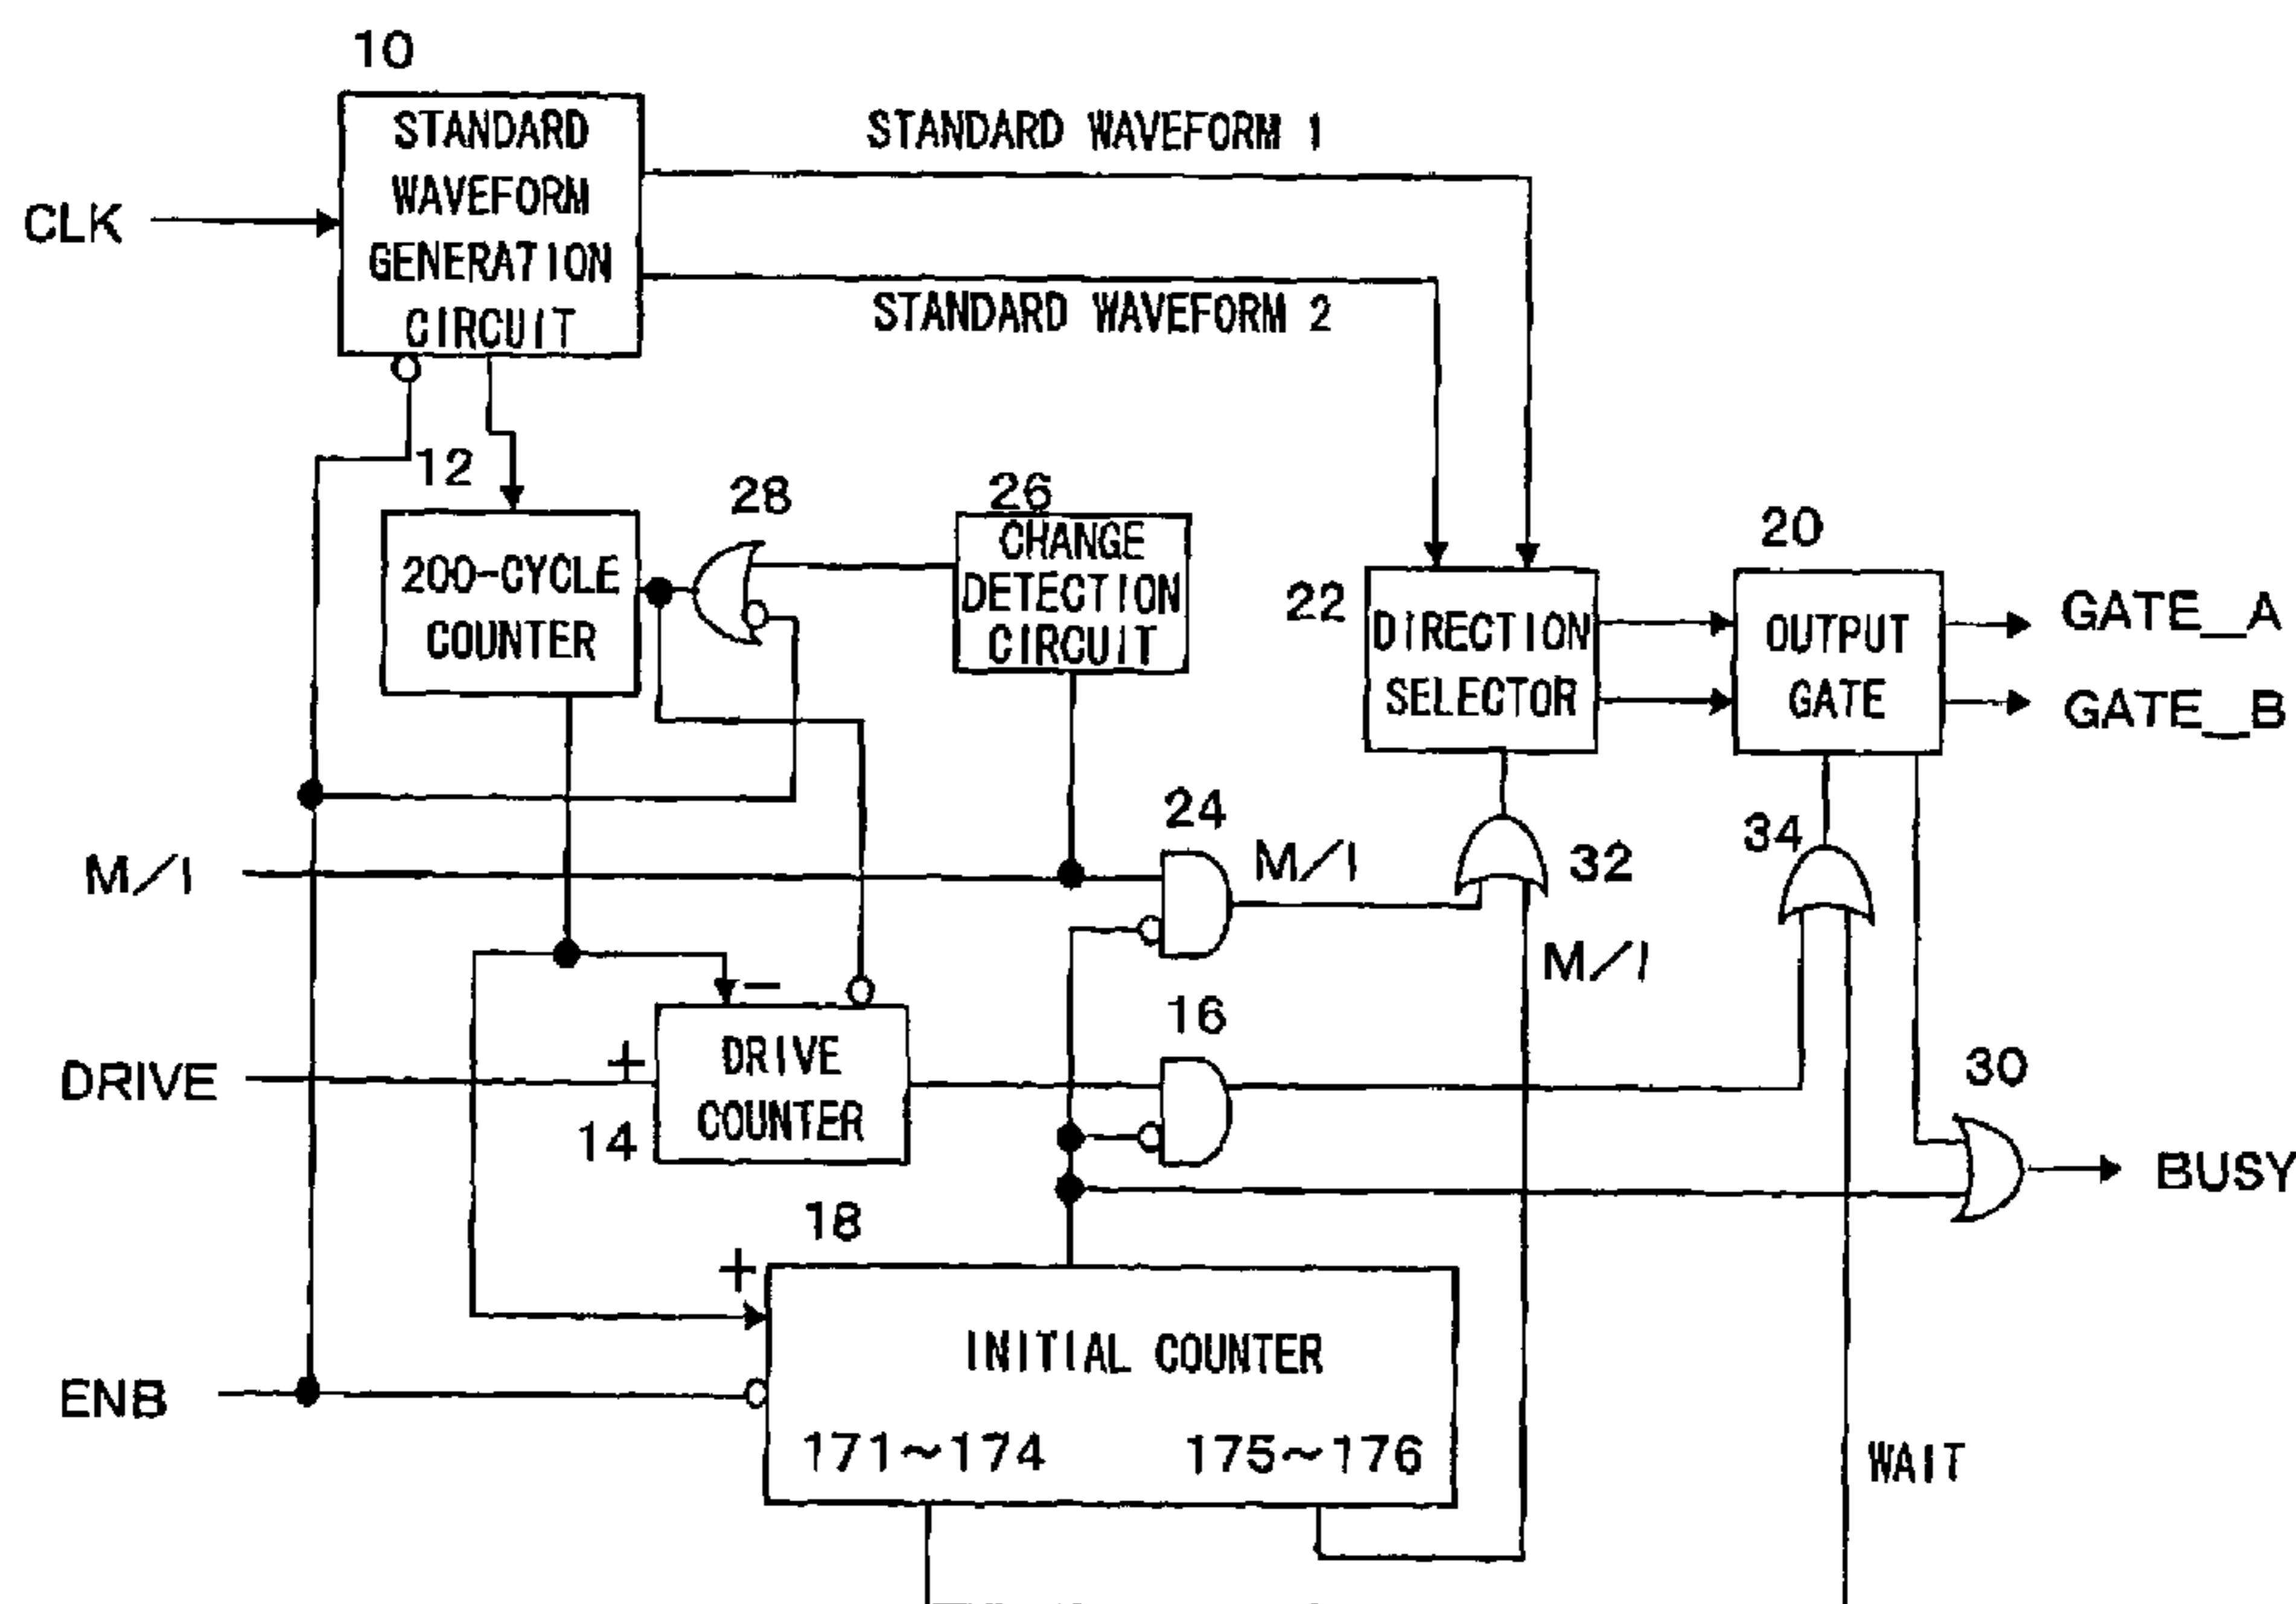 10
STANDARD
WAVEFORM
GENERATION
CIRCUIT
STANDARD WAVEFORM 1
CLK
STANDARD WAVEFORM 2
12
28
26
200-CYCLE
COUNTER
CHANGE
DETECTION
CIRCUIT
22
DIRECTION
SELECTOR
20
OUTPUT
GATE
GATE_A
GATE_B
24
M/I
M/I
32
34
M/I
-
16
DRIVE
+
DRIVE
COUNTER
14
30
BUSY
18
+
INITIAL COUNTER
ENB
171~174
175~176
WAIT